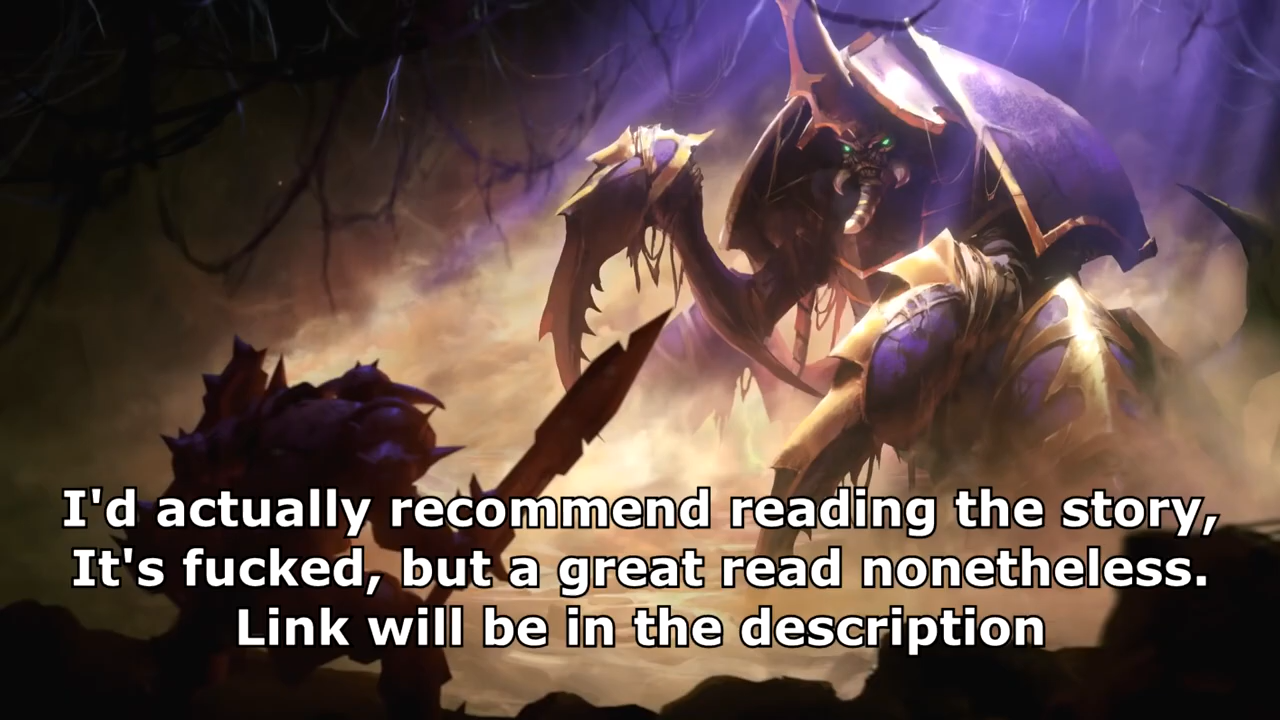 I'd actually recommend reading the story,
It's fucked, but a great read nonetheless.
Link will be in the description